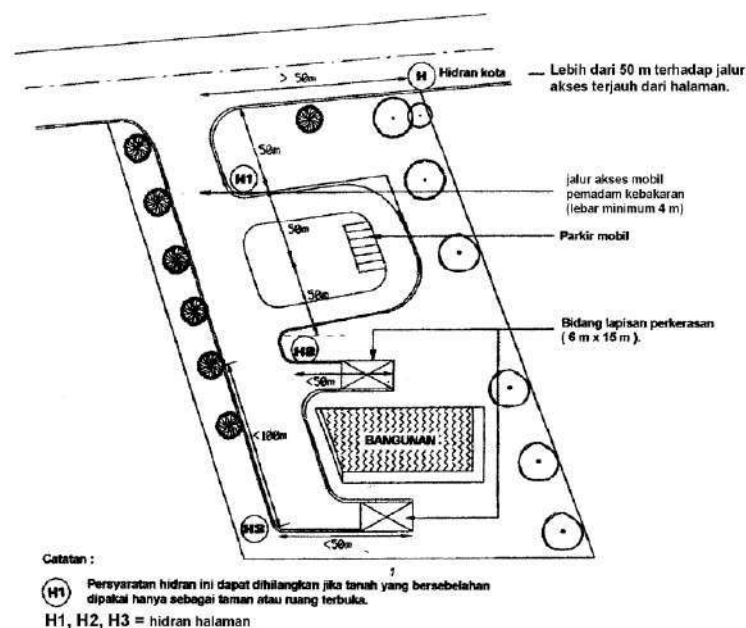 > 50m
H
Hidran kota
Lebih dari 50 m terhadap jalur
akses terjauh dari halaman.
50m
H1
jalur akses mobil
pemadam kebakaran
(lebar minimum 4 m)
50m
Parkir mobil
50m
H2
Bidang lapisan perkerasan
( 6 m x 15 m ).
<50m
<100m
BANGUNAN
H3
<50m
Catatan :
H1
Persyaratan hidran ini dapat dihilangkan jika tanah yang bersebelahan
dipakai hanya sebagai taman atau ruang terbuka.
H1, H2, H3 = hidran halaman